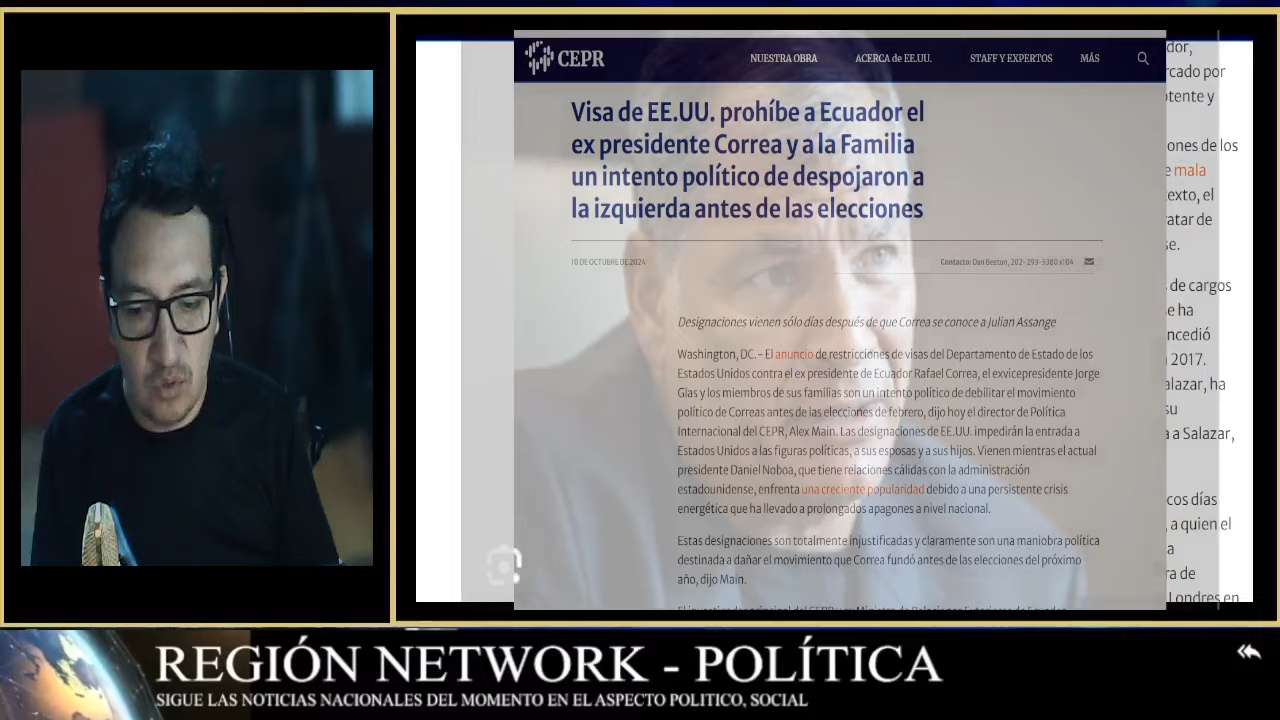 CEPR
NUESTRA OBRA
ACERCA de EE.UU.
STAFF Y EXPERTOS
MÁS
Visa de EE.UU. prohíbe a Ecuador el
ex presidente Correa y a la Familia
un intento político de despojaron a
la izquierda antes de las elecciones
10 DE OCTUBRE DE 2024
Contacto: Dan Beeton, 202-293-5380 x104
Designaciones vienen sólo días después de que Correa se conoce a Julian Assange
Washington, DC.- El anuncio de restricciones de visas del Departamento de Estado de los
Estados Unidos contra el ex presidente de Ecuador Rafael Correa, el exvicepresidente Jorge
Glas y los miembros de sus familias son un intento político de debilitar el movimiento
político de Correas antes de las elecciones de febrero, dijo hoy el director de Política
Internacional del CEPR, Alex Main. Las designaciones de EE.UU. impedirán la entrada a
Estados Unidos a las figuras políticas, a sus esposas y a sus hijos. Vienen mientras el actual
presidente Daniel Noboa, que tiene relaciones cálidas con la administración
estadounidense, enfrenta una creciente popularidad debido a una persistente crisis
energética que ha llevado a prolongados apagones a nivel nacional.
Estas designaciones son totalmente injustificadas y claramente son una maniobra política
destinada a dañar el movimiento que Correa fundó antes de las elecciones del próximo
año, dijo Main.
dor,
rcado por
otente y
ones de los
e mala
exto, el
atar de
se.
de cargos
se ha
ncedió
2017.
alazar, ha
su
a a Salazar,
cos días
, a quien el
a
ra de
Londres en
REGIÓN NETWORK - POLÍTICA
SIGUE LAS NOTICIAS NACIONALES DEL MOMENTO EN EL ASPECTO POLITICO, SOCIAL